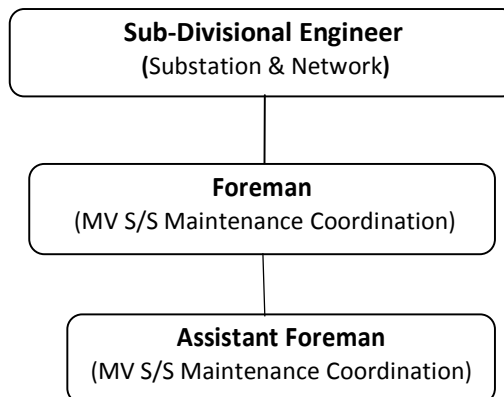 Sub-Divisional Engineer
(Substation & Network)
Foreman
(MV S/S Maintenance Coordination)
Assistant Foreman
(MV S/S Maintenance Coordination)